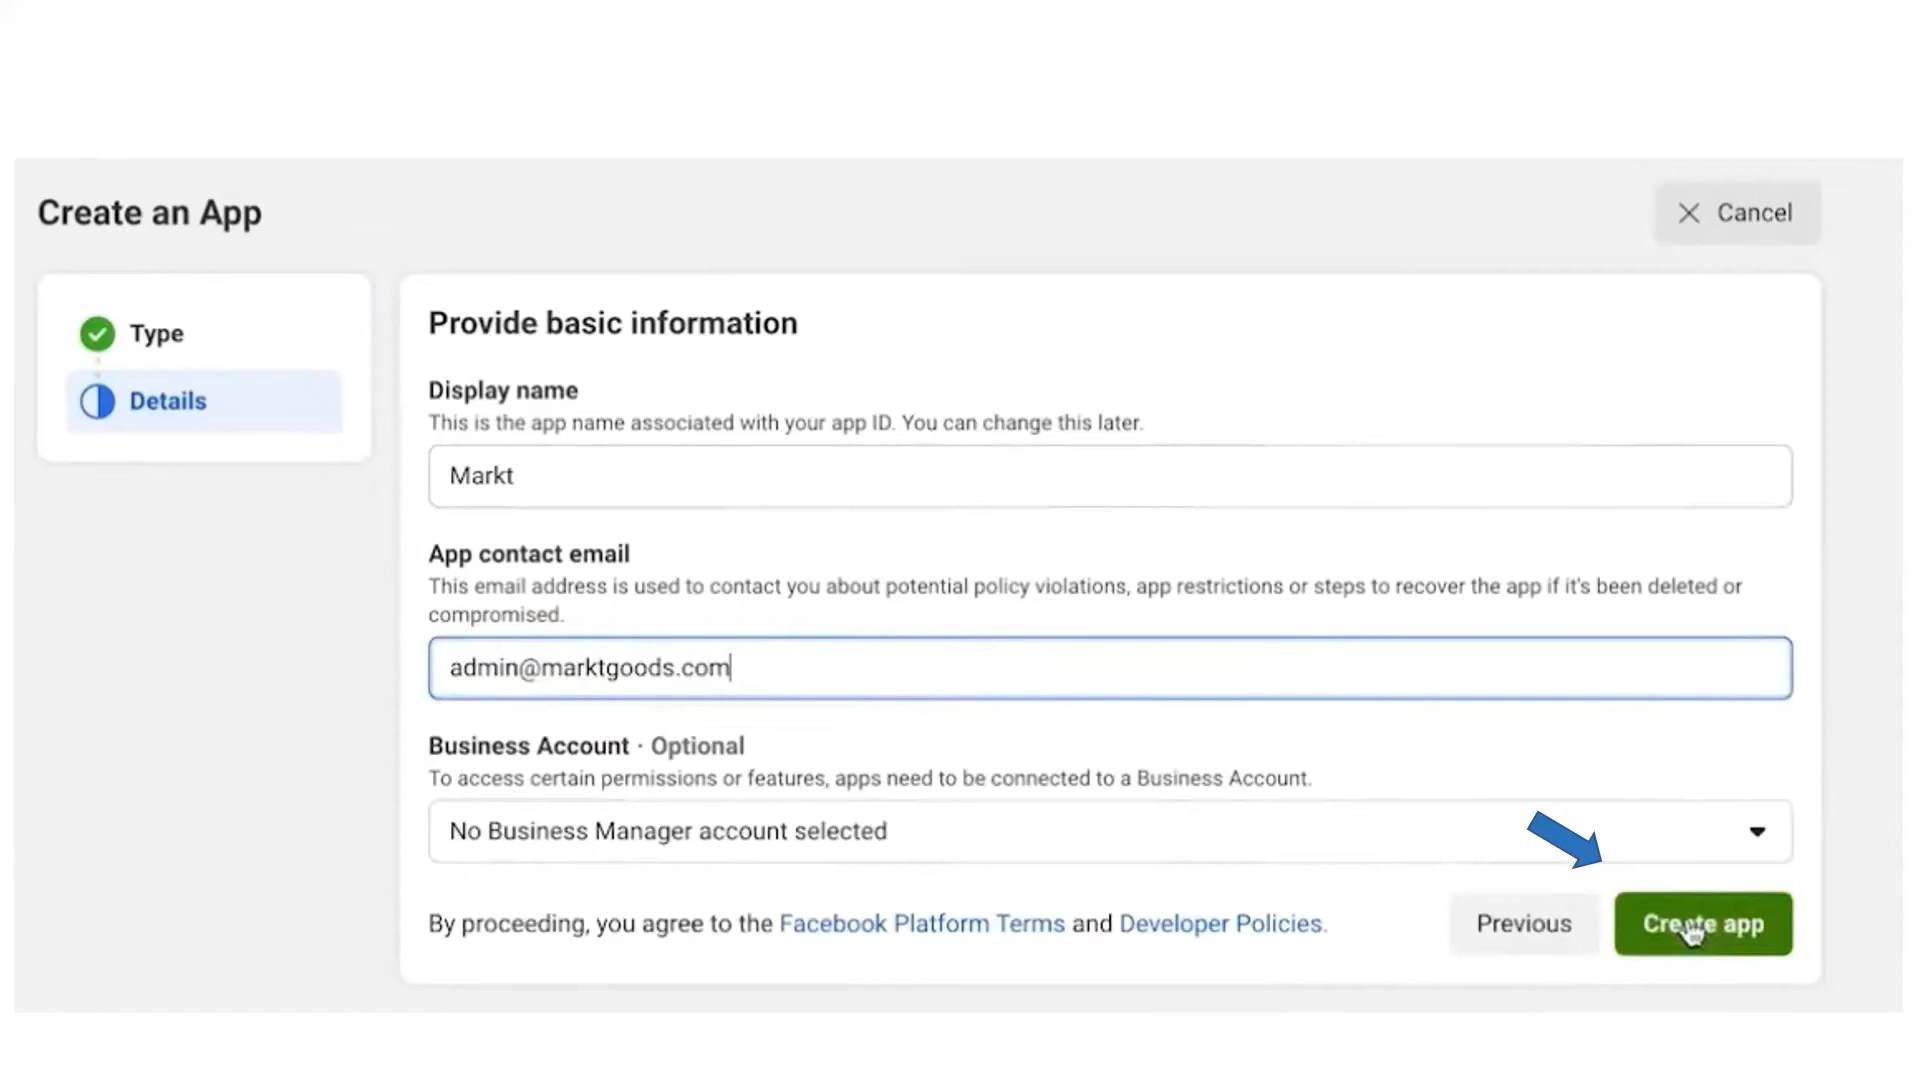 Create an App
Cancel
Type
Details
Provide basic information
Display name
This is the app name associated with your app ID. You can change this later.
Markt
App contact email
This email address is used to contact you about potential policy violations, app restrictions or steps to recover the app if it's been deleted or
compromised.
admin@marktgoods.com
Business Account · Optional
To access certain permissions or features, apps need to be connected to a Business Account.
No Business Manager account selected
By proceeding, you agree to the Facebook Platform Terms and Developer Policies.
Previous
Create app